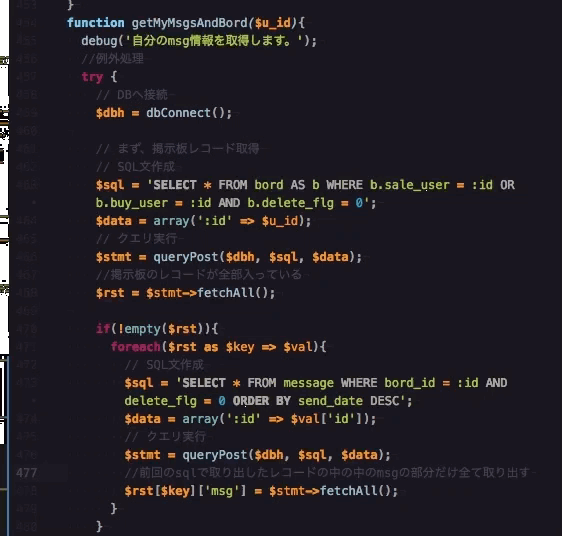 }
function getMyMsgsAndBord($u_id){
debug('自分のmsg情報を取得します。');
//例外処理
try {
// DBへ接続
$dbh = dbConnect();
// まず、掲示板レコード取得
// SQL文作成
$sql = 'SELECT * FROM bord AS b WHERE b.sale_user = :id OR
b.buy_user = :id AND b.delete_flg = 0';
$data = array(':id' => $u_id);
// クエリ実行
$stmt = queryPost($dbh, $sql, $data);
//掲示板のレコードが全部入っている
$rst = $stmt->fetchAll();
if(!empty($rst)){
foreach($rst as $key => $val){
// SQL文作成
$sql = 'SELECT * FROM message WHERE bord_id = :id AND
delete_flg = 0 ORDER BY send_date DESC';
$data = array(':id' => $val['id']);
// クエリ実行
$stmt = queryPost($dbh, $sql, $data);
477 //前回のsqlで取り出したレコードの中の中のmsgの部分だけ全て取り出す
$rst[$key]['msg'] = $stmt->fetchAll();
}
}